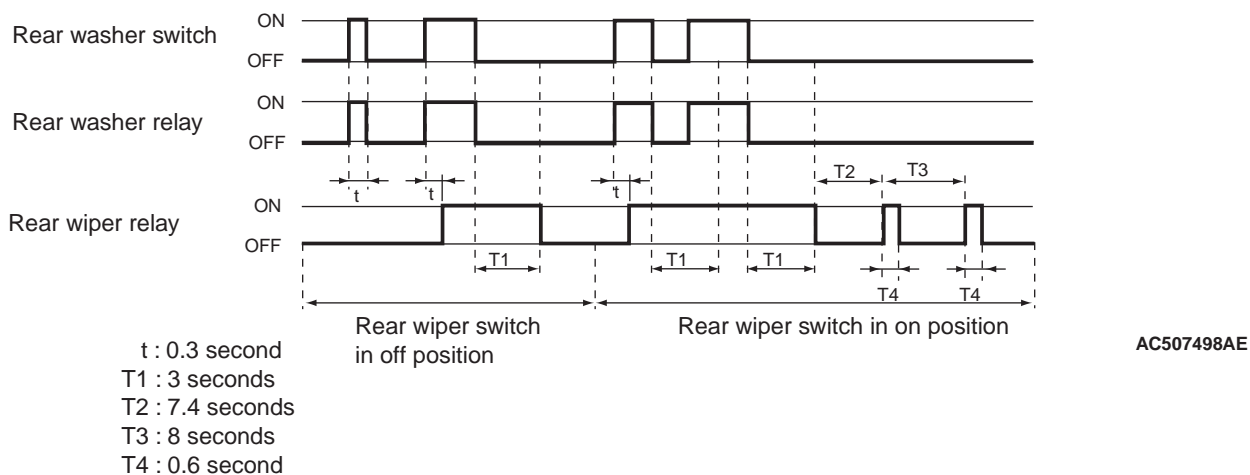 ON
Rear washer switch
OFF
ON
Rear washer relay
OFF
T2 T3
t t t
ON
Rear wiper relay
OFF
T1 T1 T1
T4 T4
Rear wiper switch
in off position
Rear wiper switch in on position
AC507498AE
t : 0.3 second
T1 : 3 seconds
T2 : 7.4 seconds
T3 : 8 seconds
T4 : 0.6 second